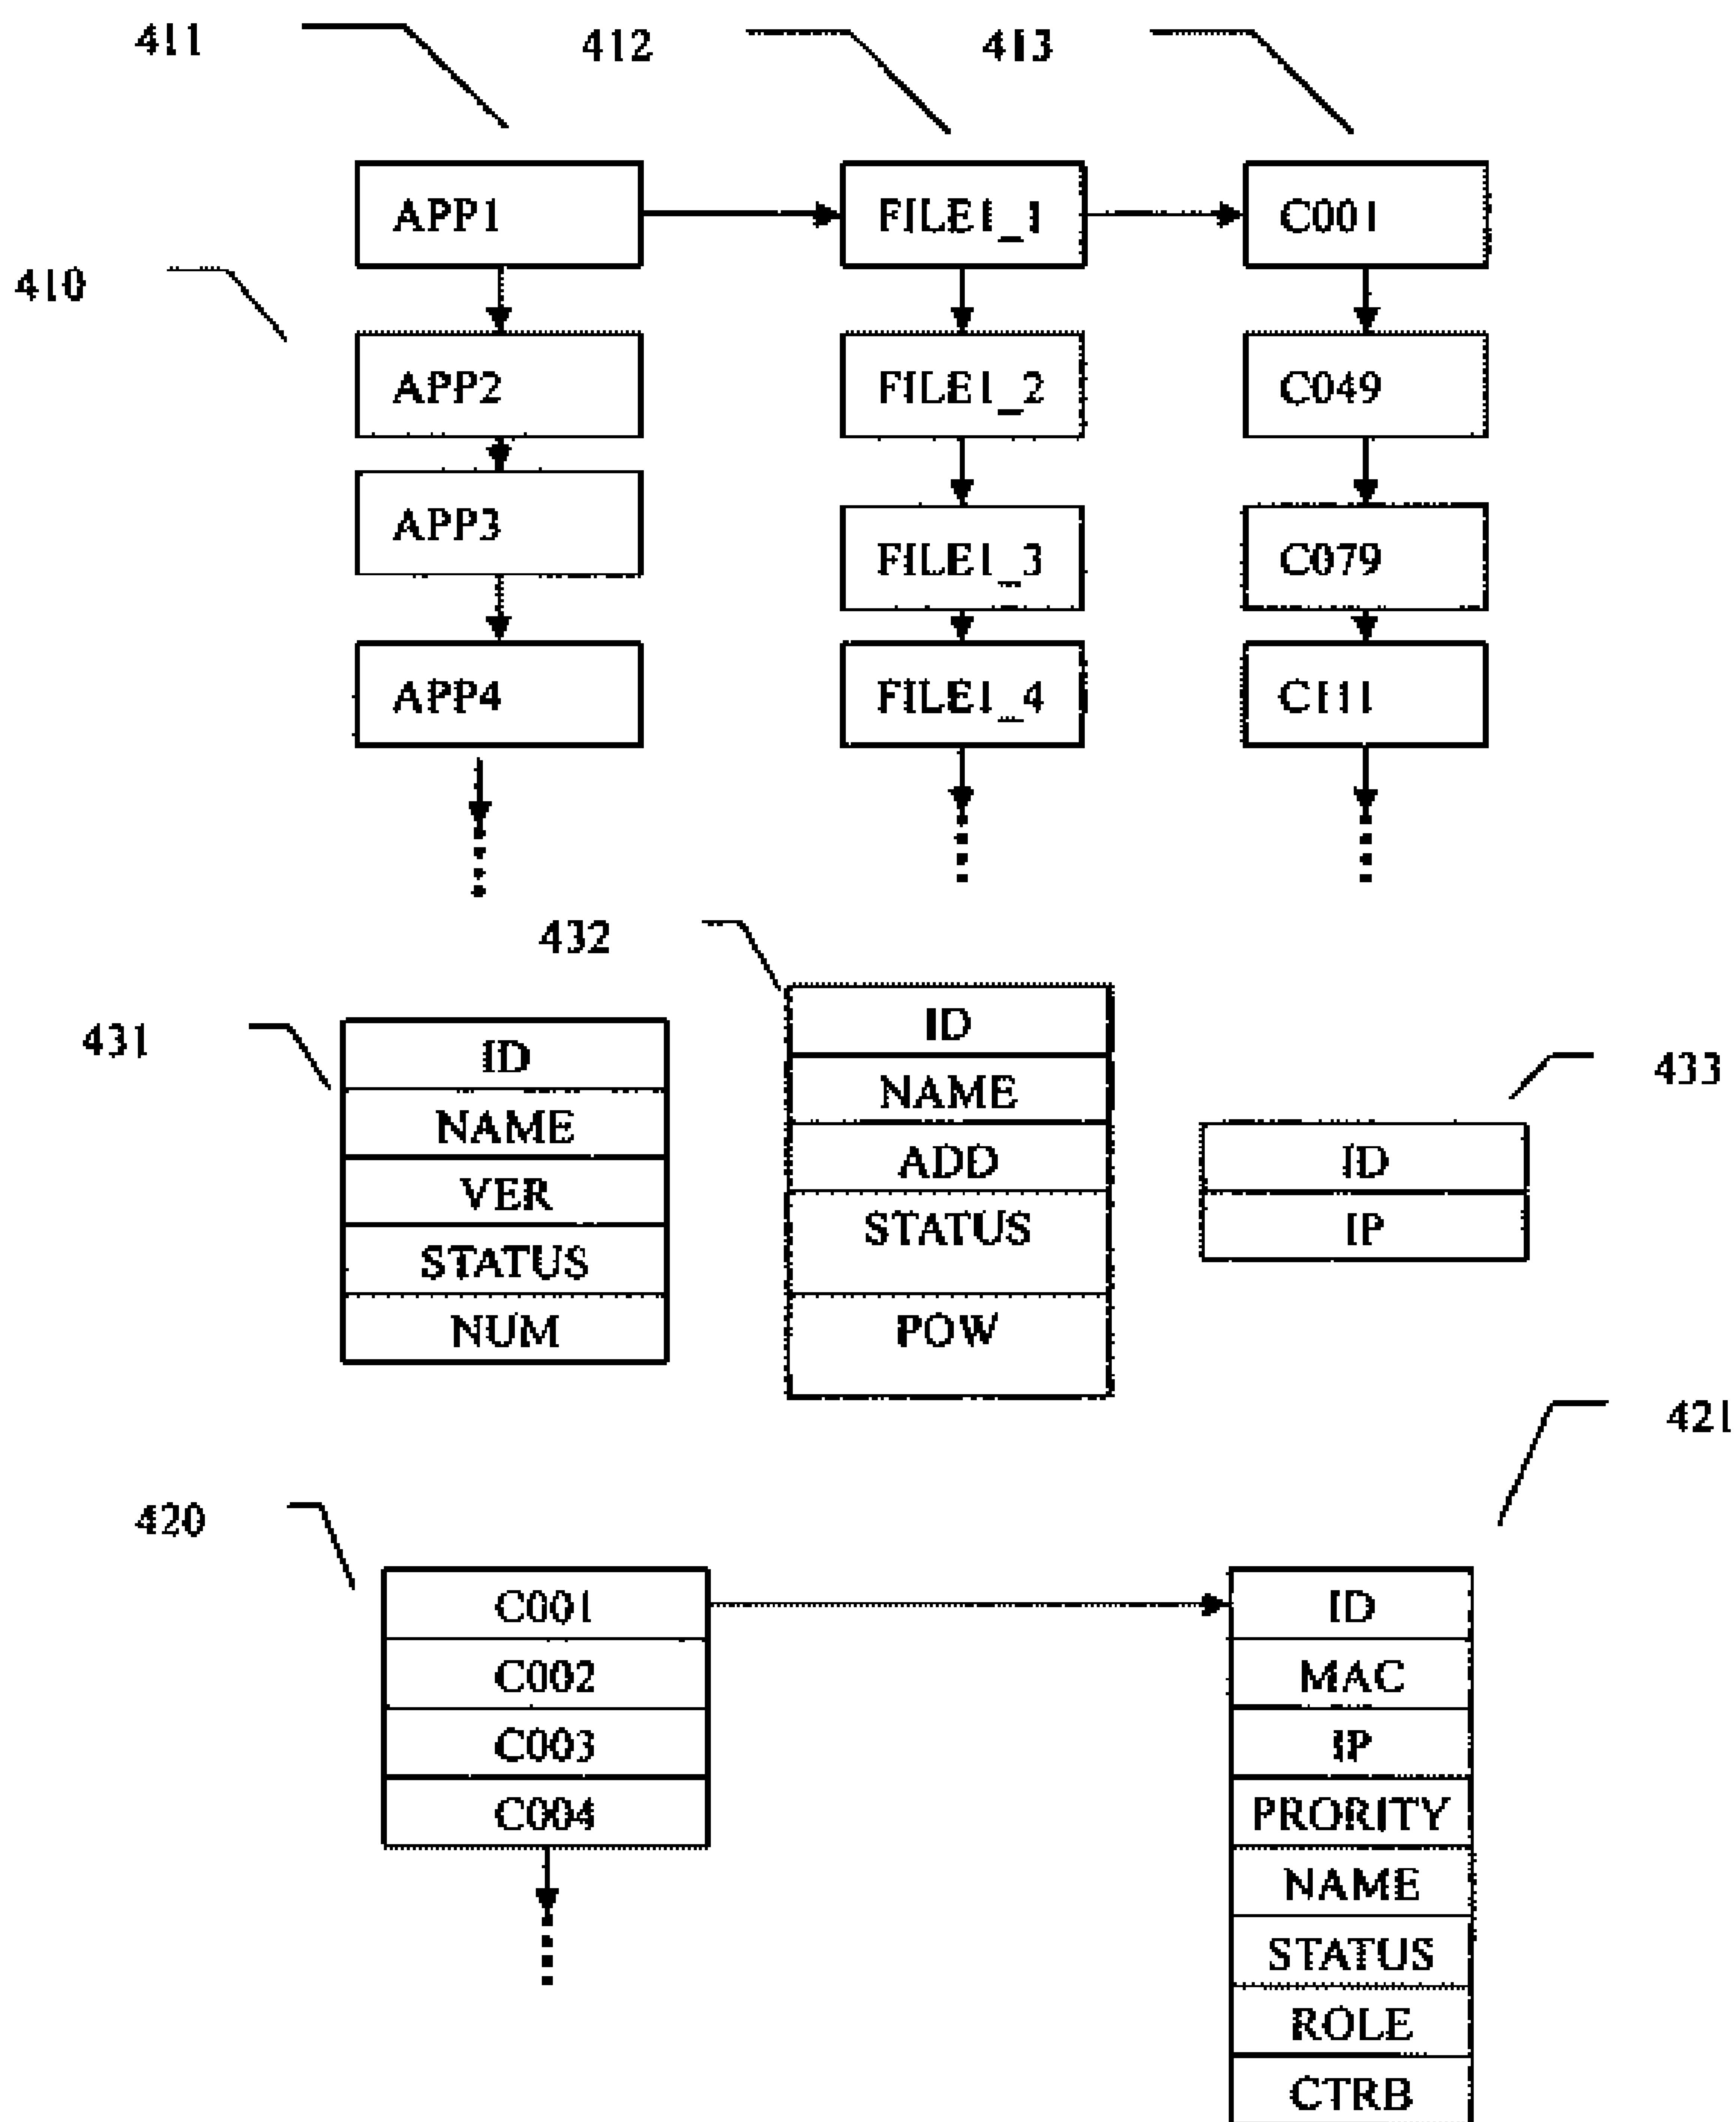 411 412 413
APP1 FILE1_1 C001
410
APP2 FILE1_2 C049
APP3 FILE1_3 C079
APP4 FILE1_4 C111
432
431 433
ID
NAME
VER
STATUS
NUM
ID
NAME
ADD
STATUS
POW
ID
IP
421
420
C001
C002
C003
C004
ID
MAC
IP
PRORITY
NAME
STATUS
ROLE
CTRB